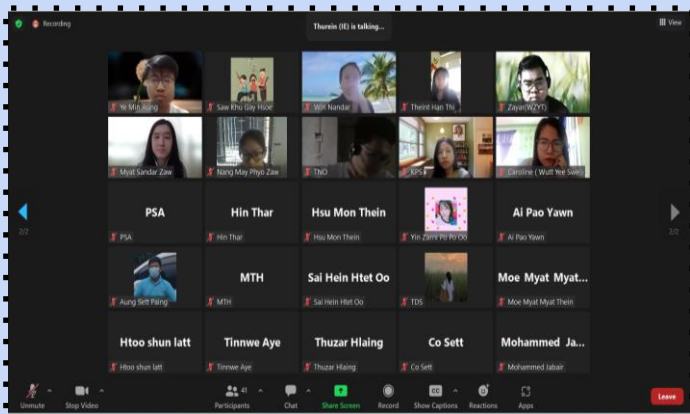 Recording
Thurein (IE) is talking...
View
Ye Min Aung
Saw Khu Gay Hsoe
Win Nandar
Theint Han Thi
Zayar(WZYT)
Myat Sandar Zaw
Nang May Phyo Zaw
TNO
KPS
Caroline ( Wutt Yee Swe
PSA
Hin Thar
Hsu Mon Thein
Ai Pao Yawn
PSA
Hin Thar
Hsu Mon Thein
Yin Zarni Po Po Oo
Ai Pao Yawn
2/2
2/2
MTH
Sai Hein Htet Oo
Moe Myat Myat...
Aung Sett Paing
MTH
Sai Hein Htet Oo
TDS
Moe Myat Myat Thein
Htoo shun latt
Tinnwe Aye
Thuzar Hlaing
Co Sett
Mohammed Ja...
Htoo shun latt
Tinnwe Aye
Thuzar Hlaing
Co Sett
Mohammed Jabair
41
CC
Unmute
Stop Video
Participants
Chat
Share Screen
Record
Show Captions
Reactions
Apps
Leave